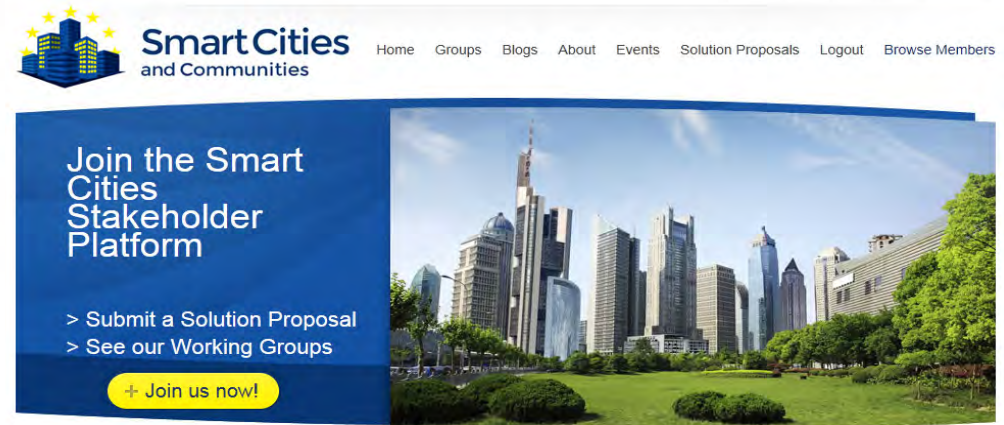 Smart Cities
and Communities
Home Groups Blogs About Events Solution Proposals Logout Browse Members
Join the Smart
Cities
Stakeholder
Platform
> Submit a Solution Proposal
> See our Working Groups
+ Join us now!